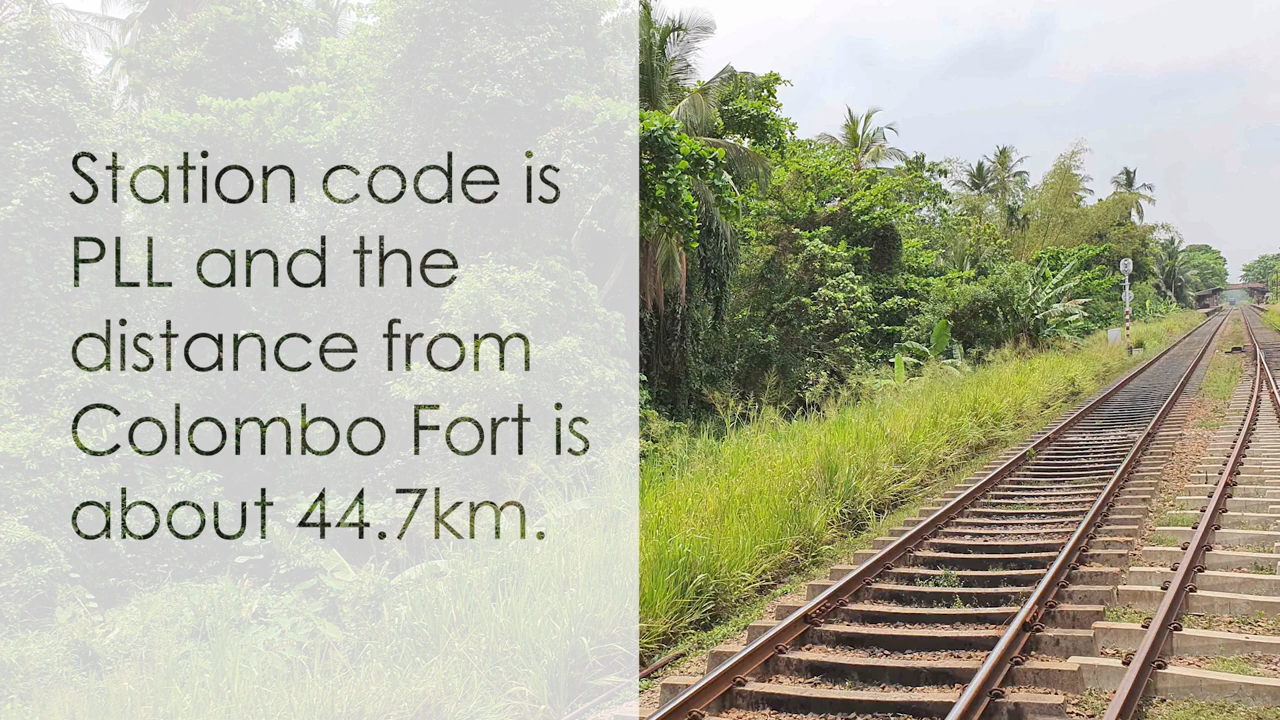 Station code is
PLL and the
distance from
Colombo Fort is
about 44.7km.